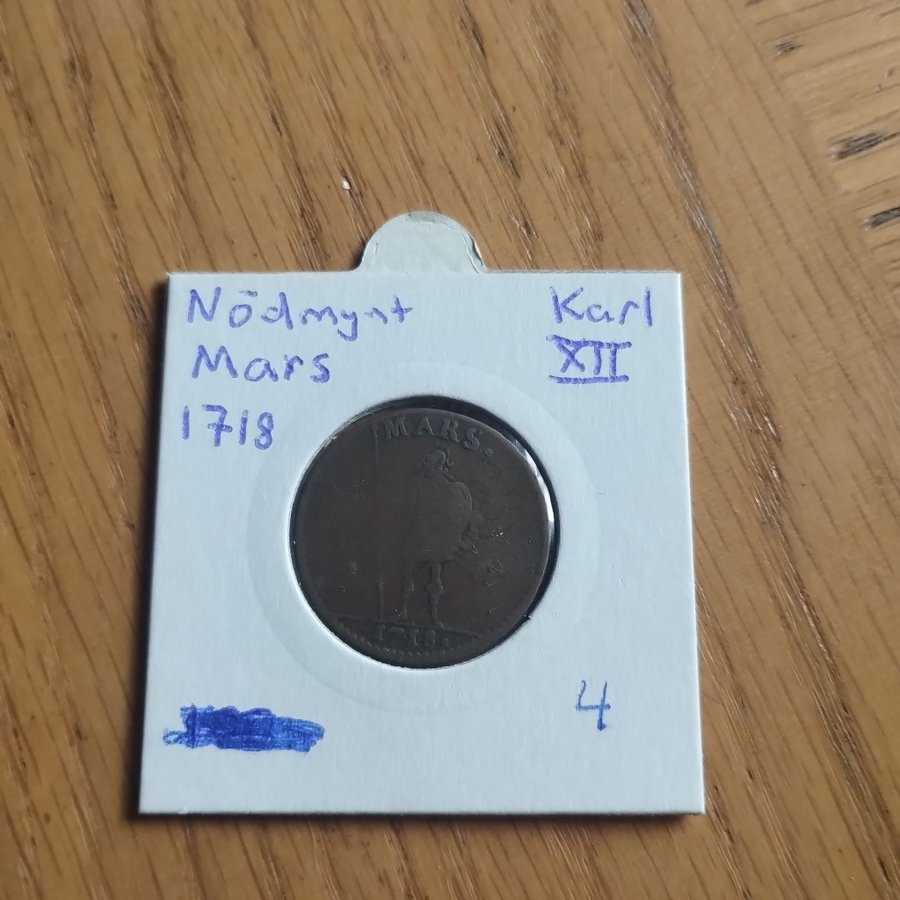 Nödmynt
Mars
1718
Karl
XII
MARS.
1718.
4